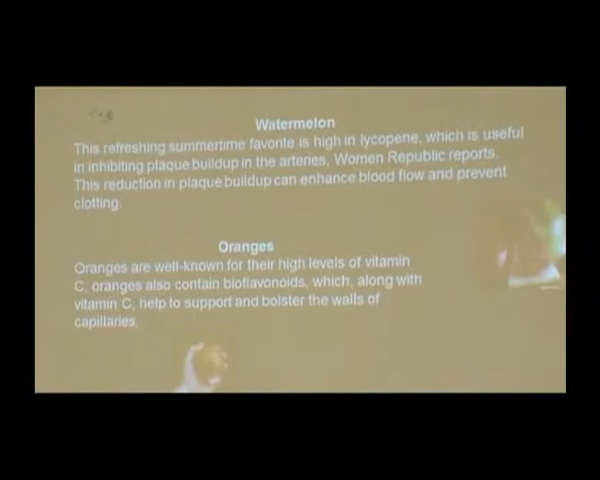 Watermelon
This refreshing summertime favorite is high in lycopene, which is useful
in inhibiting plaque buildup in the arteries, Women Republic reports.
This reduction in plaque buildup can enhance blood flow and prevent
clotting.
Oranges
Oranges are well-known for their high levels of vitamin
C, oranges also contain bioflavonoids, which, along with
vitamin C, help to support and bolster the walls of
capillaries.